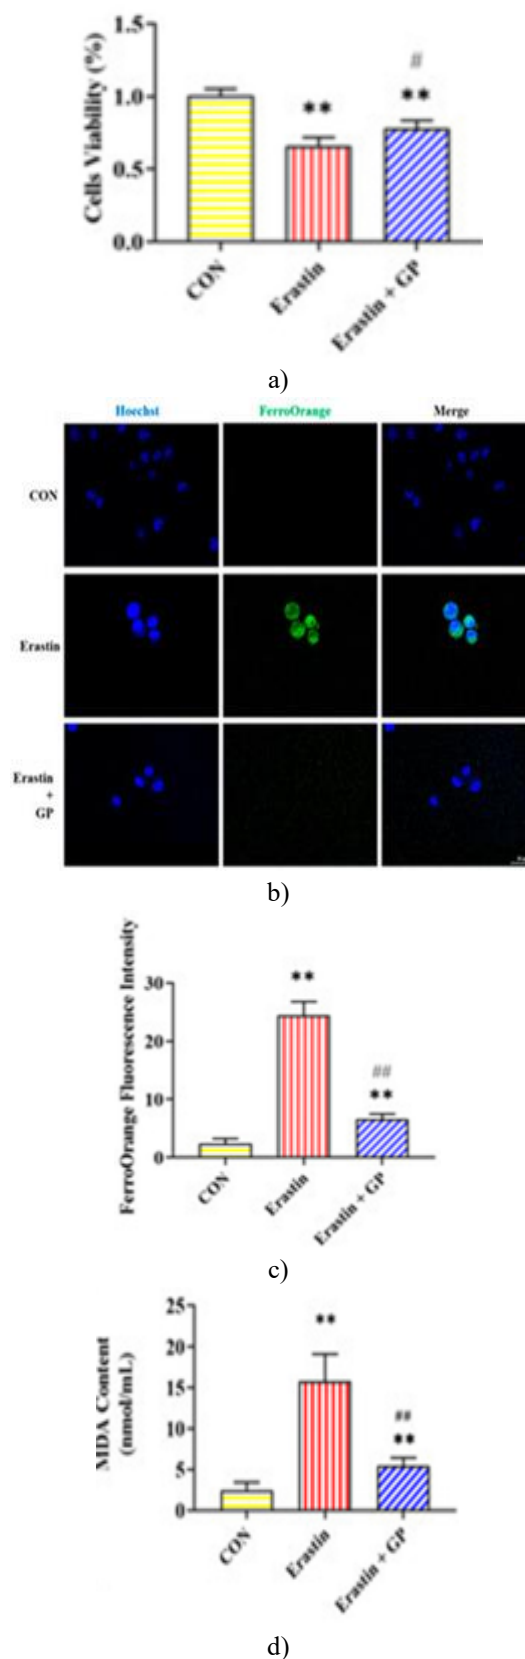 Cells Viability (%)
1.5
1.0
0.5
0.0
**
#
**
CON
Erastin
Erastin + GP
a)
Hoechst
FerroOrange
Merge
CON
Erastin
Erastin
+
GP
b)
FerroOrange Fluorescence Intensity
30
20
10
0
**
##
**
CON
Erastin
Erastin + GP
c)
MDA Content
(nmol/mL)
25
20
15
10
5
0
**
##
**
CON
Erastin
Erastin + GP
d)